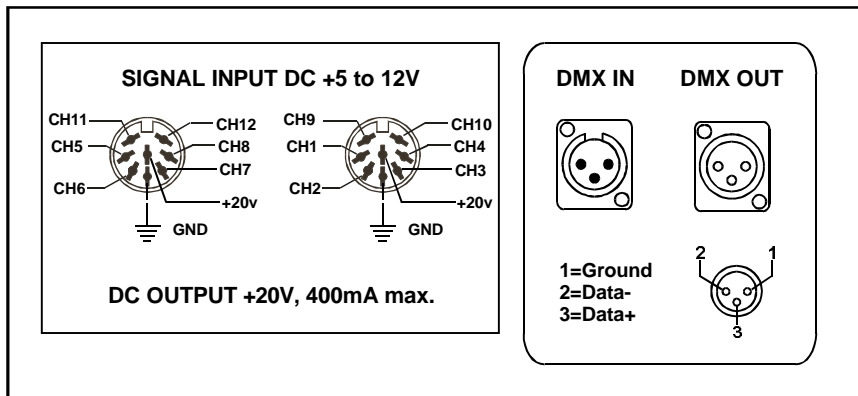 SIGNAL INPUT DC +5 to 12V
CH11
CH12
CH5
CH8
CH6
CH7
+20v
GND
CH9
CH10
CH1
CH4
CH2
CH3
+20v
GND
DC OUTPUT +20V, 400mA max.
DMX IN
DMX OUT
1=Ground
2=Data-
3=Data+
2
1
3